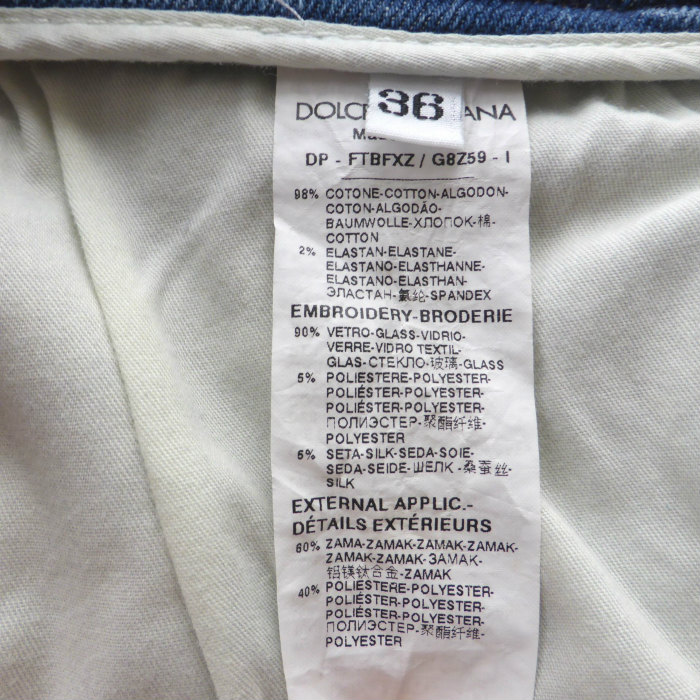 36
DOLC ANA
Ma
DP - FTBFXZ / G8Z59 - I
98% COTONE-COTTON-ALGODON-
COTON-ALGODÃO-
BAUMWOLLE-ХЛОПОК-棉-
COTTON
2% ELASTAN-ELASTANE-
ELASTANO-ELASTHANNE-
ELASTANO-ELASTHAN-
ЭЛАСТАН-氨纶-SPANDEX
EMBROIDERY-BRODERIE
90% VETRO-GLASS-VIDRIO-
VERRE-VIDRO TEXTIL-
GLAS-СТЕКЛО-玻璃-GLASS
5% POLIESTERE-POLYESTER-
POLIÉSTER-POLYESTER-
POLIÉSTER-POLYESTER-
ПОЛИЭСТЕР-聚酯纤维-
POLYESTER
5% SETA-SILK-SEDA-SOIE-
SEDA-SEIDE-ШЕЛК-桑蚕丝-
SILK
EXTERNAL APPLIC.-
DÉTAILS EXTÉRIEURS
60% ZAMA-ZAMAK-ZAMAK-ZAMAK-
ZAMAK-ZAMAK-ЗАМАК-
铝镁钛合金-ZAMAK
40% POLIESTERE-POLYESTER-
POLIÉSTER-POLYESTER-
POLIÉSTER-POLYESTER-
ПОЛИЭСТЕР-聚酯纤维-
POLYESTER